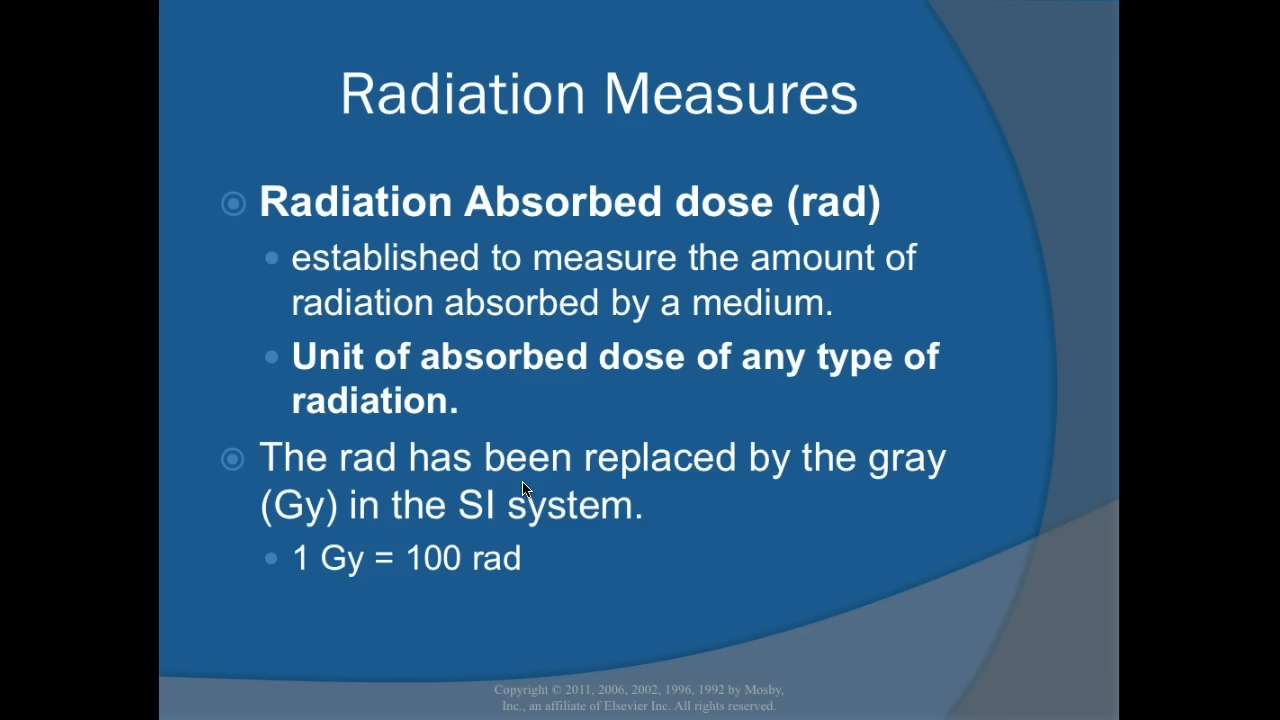 Radiation Measures
Radiation Absorbed dose (rad)
established to measure the amount of
radiation absorbed by a medium.
Unit of absorbed dose of any type of
radiation.
The rad has been replaced by the gray
(Gy) in the SI system.
1 Gy = 100 rad
Copyright © 2011, 2006, 2002, 1996, 1992 by Mosby,
Inc., an affiliate of Elsevier Inc. All rights reserved.